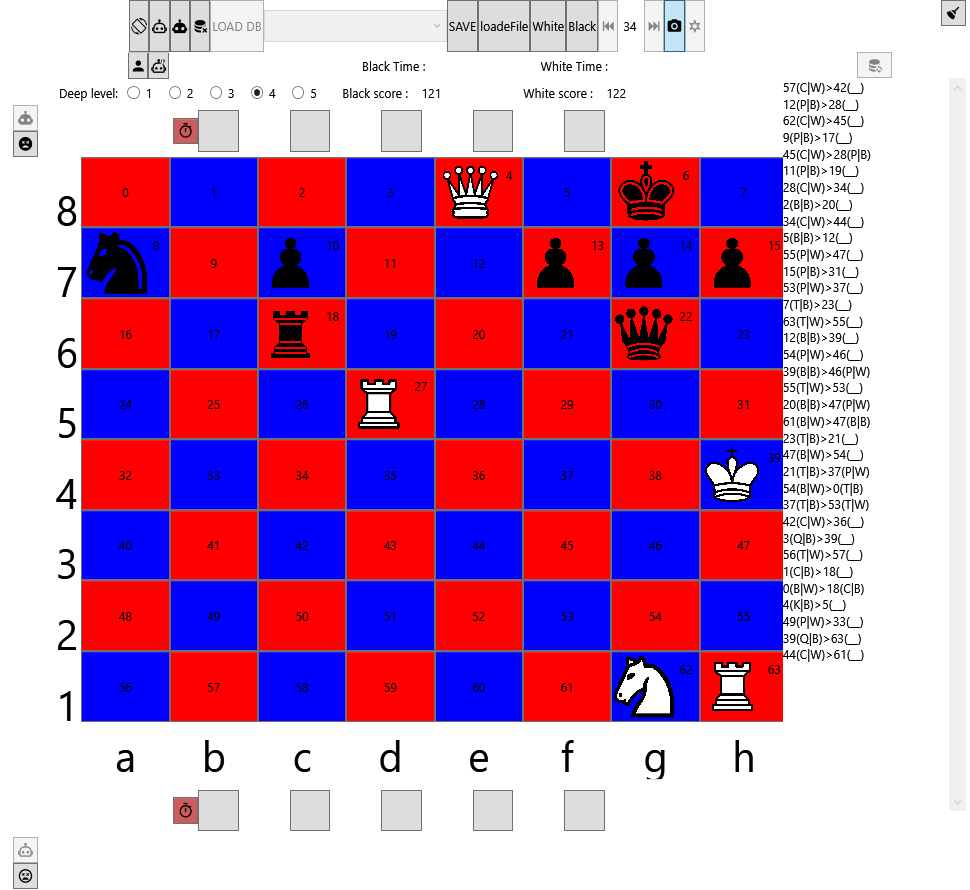 LOAD DB SAVE loadeFile White Black 34
Black Time : White Time :
Deep level: 1 2 3 4 5 Black score : 121 White score : 122
8 0 1 2 3 4 5 6 7
7 8 9 10 11 12 13 14 15
6 16 17 18 19 20 21 22 23
5 24 25 26 27 28 29 30 31
4 32 33 34 35 36 37 38 39
3 40 41 42 43 44 45 46 47
2 48 49 50 51 52 53 54 55
1 56 57 58 59 60 61 62 63
a b c d e f g h
57(C|W)>42(__)
12(P|B)>28(__)
62(C|W)>45(__)
9(P|B)>17(__)
45(C|W)>28(P|B)
11(P|B)>19(__)
28(C|W)>34(__)
2(B|B)>20(__)
34(C|W)>44(__)
5(B|B)>12(__)
55(P|W)>47(__)
15(P|B)>31(__)
53(P|W)>37(__)
7(T|B)>23(__)
63(T|W)>55(__)
12(B|B)>39(__)
54(P|W)>46(__)
39(B|B)>46(P|W)
55(T|W)>53(__)
20(B|B)>47(P|W)
61(B|W)>47(B|B)
23(T|B)>21(__)
47(B|W)>54(__)
21(T|B)>37(P|W)
54(B|W)>0(T|B)
37(T|B)>53(T|W)
42(C|W)>36(__)
3(Q|B)>39(__)
56(T|W)>57(__)
1(C|B)>18(__)
0(B|W)>18(C|B)
4(K|B)>5(__)
49(P|W)>33(__)
39(Q|B)>63(__)
44(C|W)>61(__)